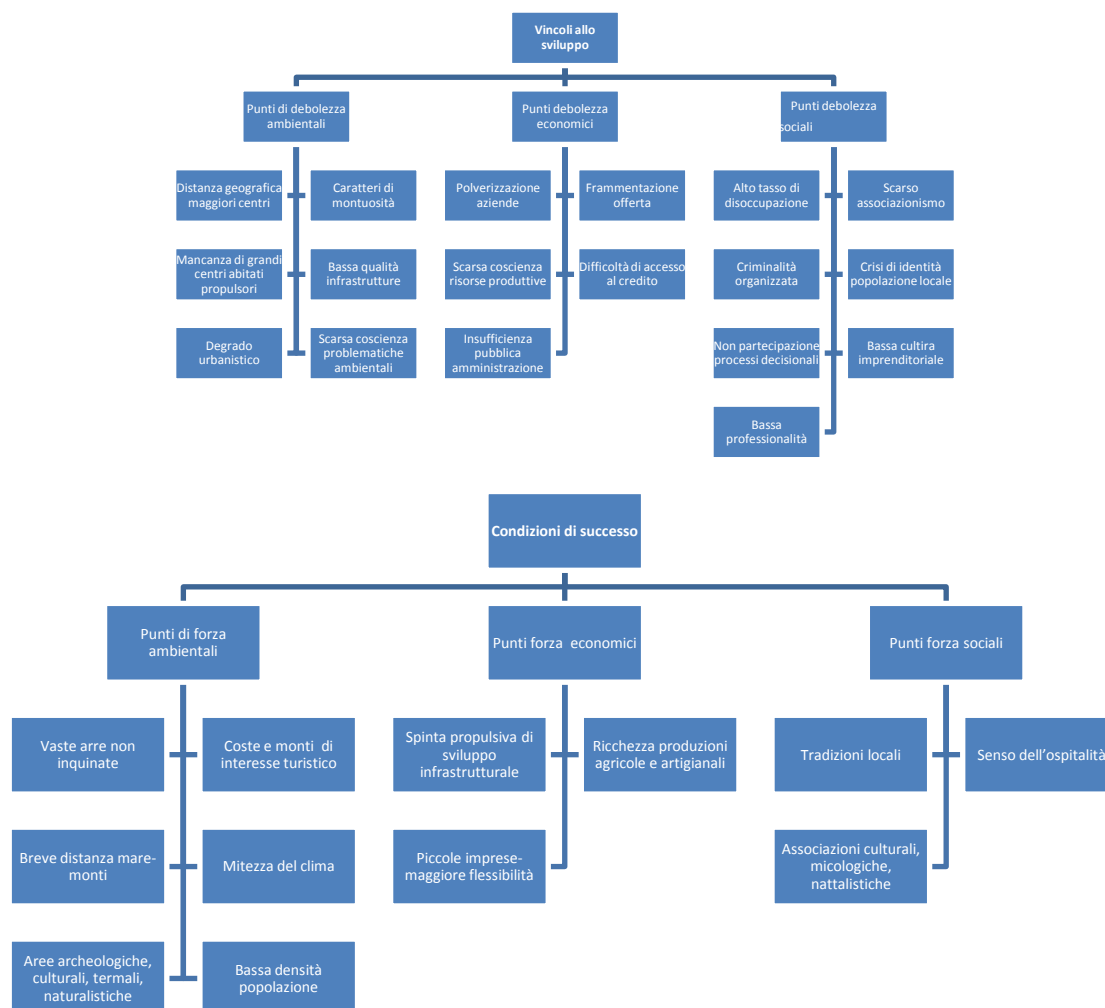 Vincoli allo
sviluppo
Punti di debolezza
ambientali
Punti debolezza
economici
Punti debolezza
sociali
Distanza geografica
maggiori centri
Caratteri di
montuosità
Polverizzazione
aziende
Frammentazione
offerta
Alto tasso di
disoccupazione
Scarso
associonismo
Mancanza di grandi
centri abitati
propulsori
Bassa qualità
infrastrutture
Scarsa coscienza
risorse produttive
Difficoltà di accesso
al credito
Criminalità
organizzata
Crisi di identità
popolazione locale
Degrado
urbanistico
Scarsa coscienza
problematiche
ambientali
Insufficienza
pubblica
amministrazione
Non partecipazione
processi decisionali
Bassa cultira
imprenditoriale
Bassa
professionalità
Condizioni di successo
Punti di forza
ambientali
Punti forza  economici
Punti forza sociali
Vaste arre non
inquinate
Coste e monti  di
interesse turistico
Spinta propulsiva di
sviluppo
infrastrutturale
Ricchezza produzioni
agricole e artigianali
Tradizioni locali
Senso dell'ospitalità
Breve distanza mare-
monti
Mitezza del clima
Piccole imprese-
maggiore flessibilità
Associazioni culturali,
micologiche,
nattalistiche
Aree archeologiche,
culturali, termali,
naturalistiche
Bassa densità
popolazione